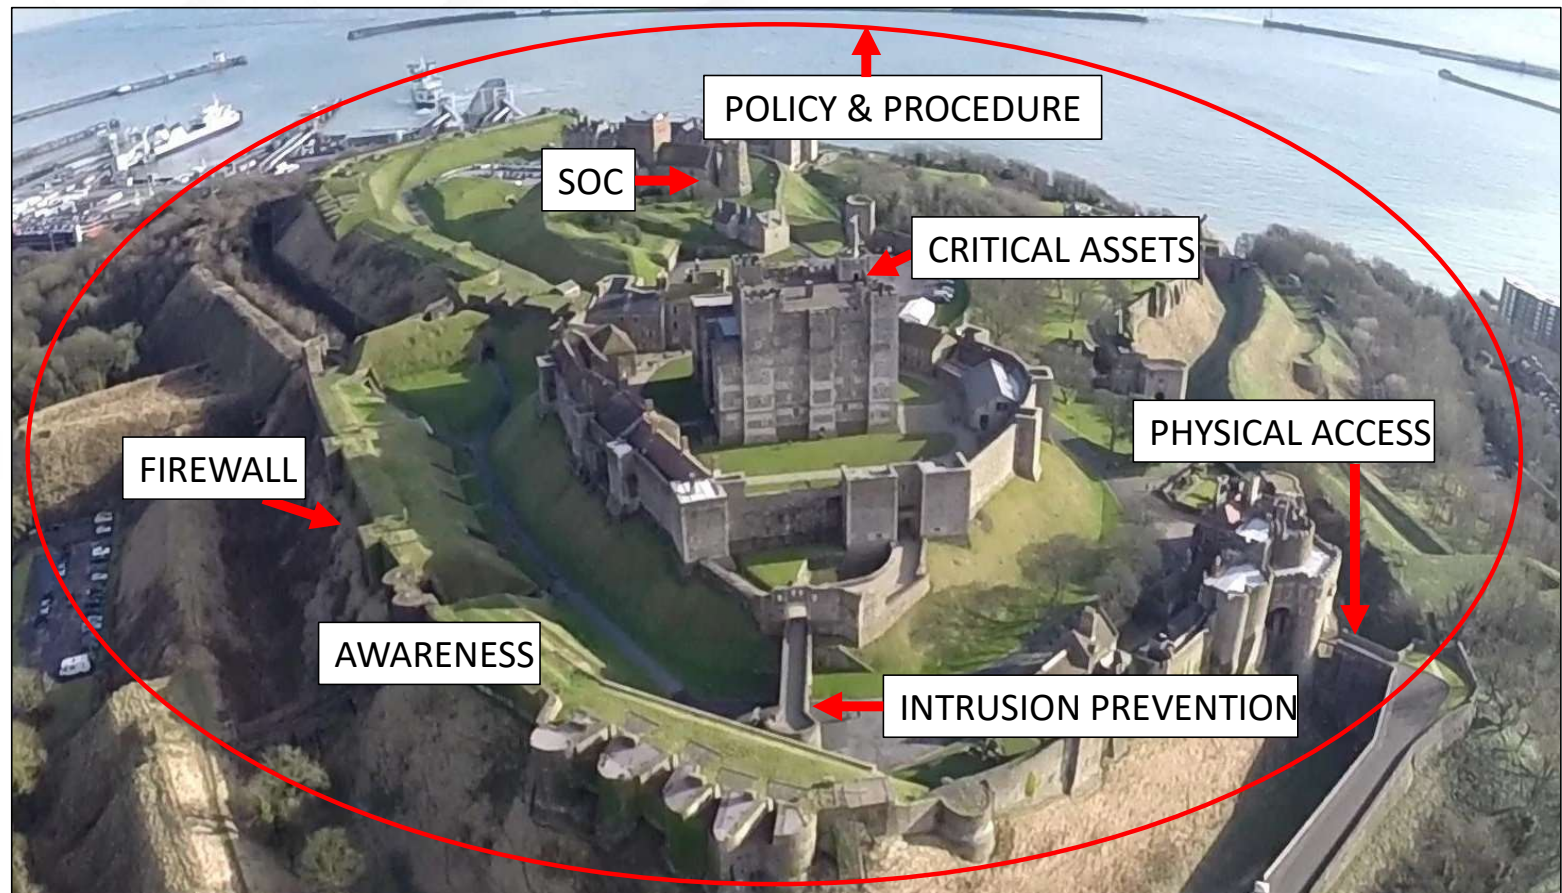 POLICY & PROCEDURE
SOC
CRITICAL ASSETS
PHYSICAL ACCESS
FIREWALL
AWARENESS
INTRUSION PREVENTION